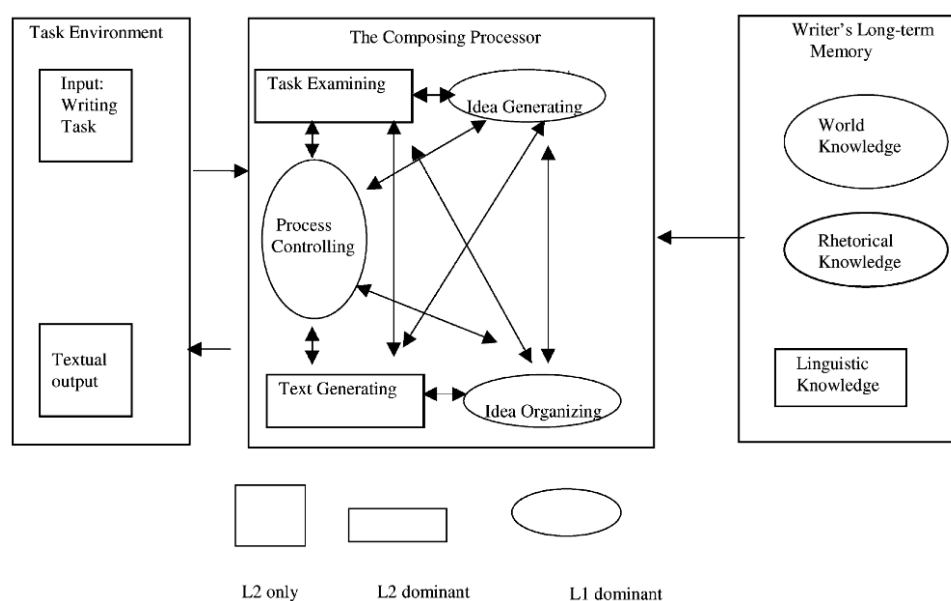 Task Environment
Input:
Writing
Task
Textual
output
The Composing Processor
Task Examining
Idea Generating
Process
Controlling
Text Generating
Idea Organizing
Writer's Long-term
Memory
World
Knowledge
Rhetorical
Knowledge
Linguistic
Knowledge
L2 only
L2 dominant
L1 dominant